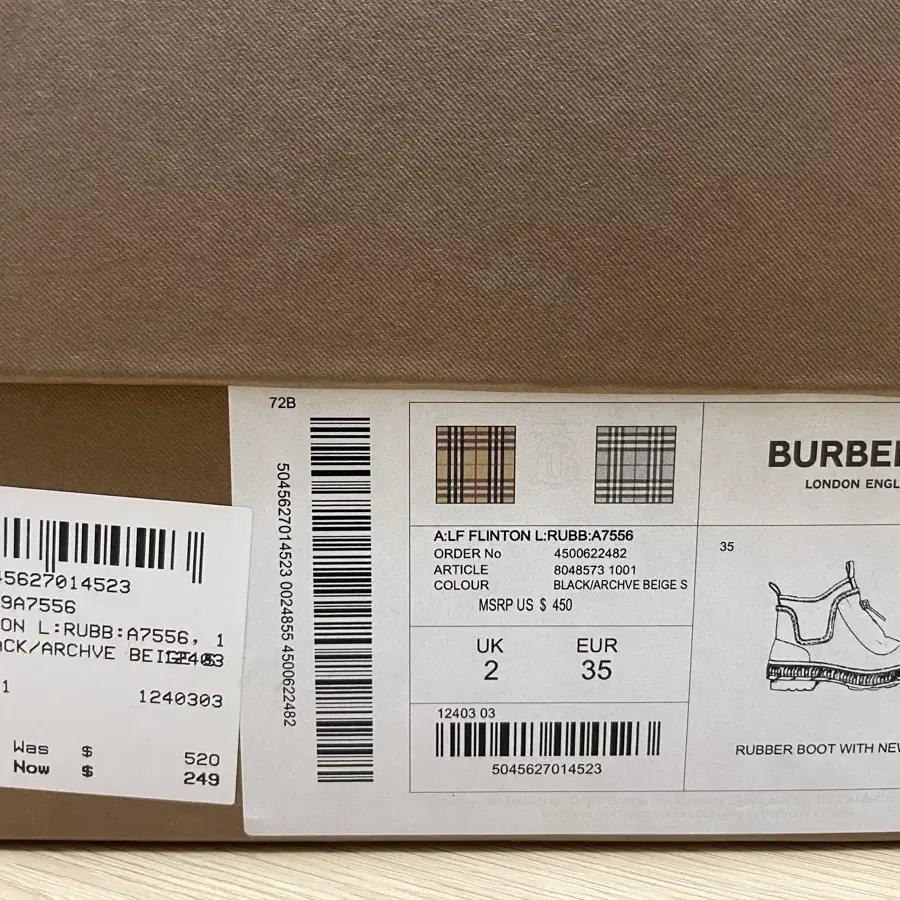 72B
5045627014523 0024855 4500622482
A:LF FLINTON L:RUBB:A7556
ORDER No 4500622482
ARTICLE 8048573 1001
COLOUR BLACK/ARCHVE BEIGE S
MSRP US $ 450
UK EUR
2 35
12403 03
5045627014523
BURBE
LONDON ENGL
35
RUBBER BOOT WITH NEW
45627014523
9A7556
ON L:RUBB:A7556, 1
ACK/ARCHVE BEIGE S
1 1240303
Was $ 520
Now $ 249